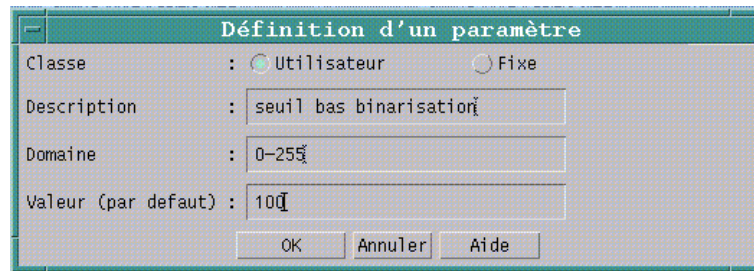 Définition d'un paramètre
Classe : Utilisateur Fixe
Description : seuil bas binarisation
Domaine : 0-255
Valeur (par defaut) : 100
OK Annuler Aide